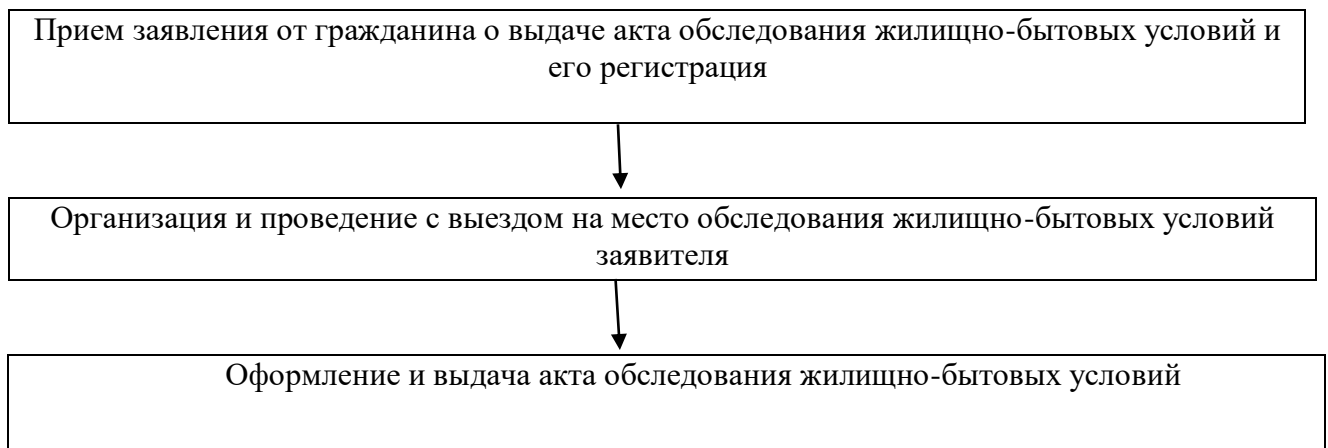 Прием заявления от гражданина о выдаче акта обследования жилищно-бытовых условий и
его регистрация
Организация и проведение с выездом на место обследования жилищно-бытовых условий
заявителя
Оформление и выдача акта обследования жилищно-бытовых условий